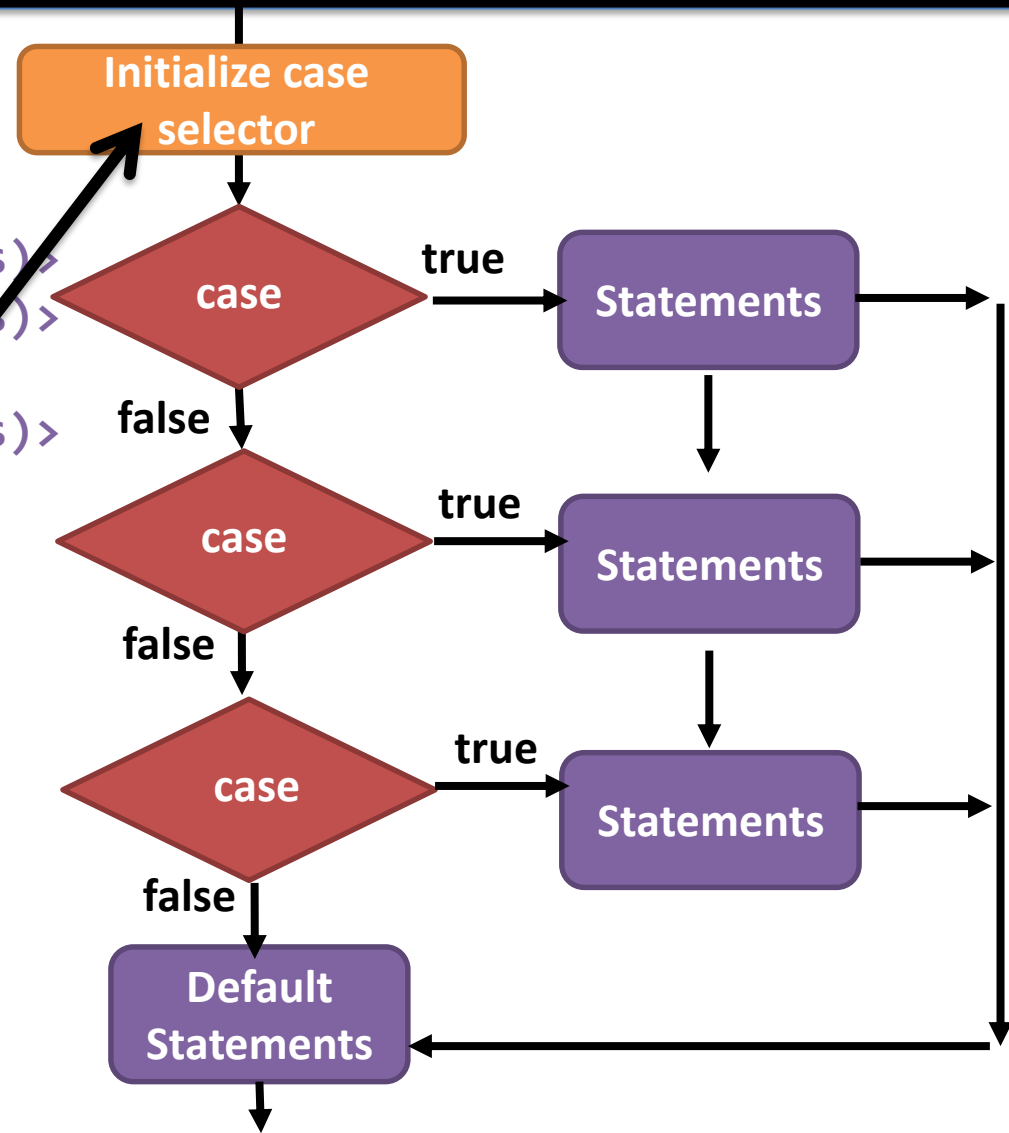 Initialize case
selector
s)>
case
true
Statements
s)>
false
s)>
case
true
Statements
false
case
true
Statements
false
Default
Statements